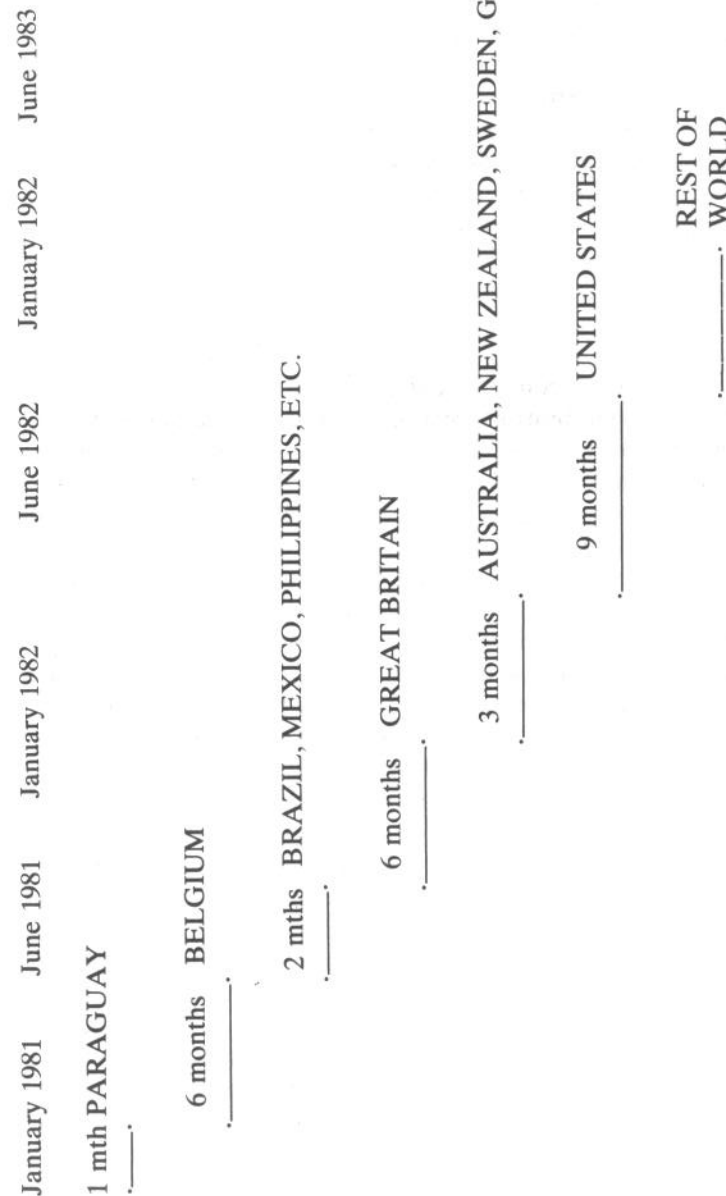 January 1981 June 1981 January 1982 June 1982 January 1982 June 1983
1 mth PARAGUAY
6 months BELGIUM
2 mths BRAZIL, MEXICO, PHILIPPINES, ETC.
6 months GREAT BRITAIN
3 months AUSTRALIA, NEW ZEALAND, SWEDEN, G
9 months UNITED STATES
REST OF
WORLD